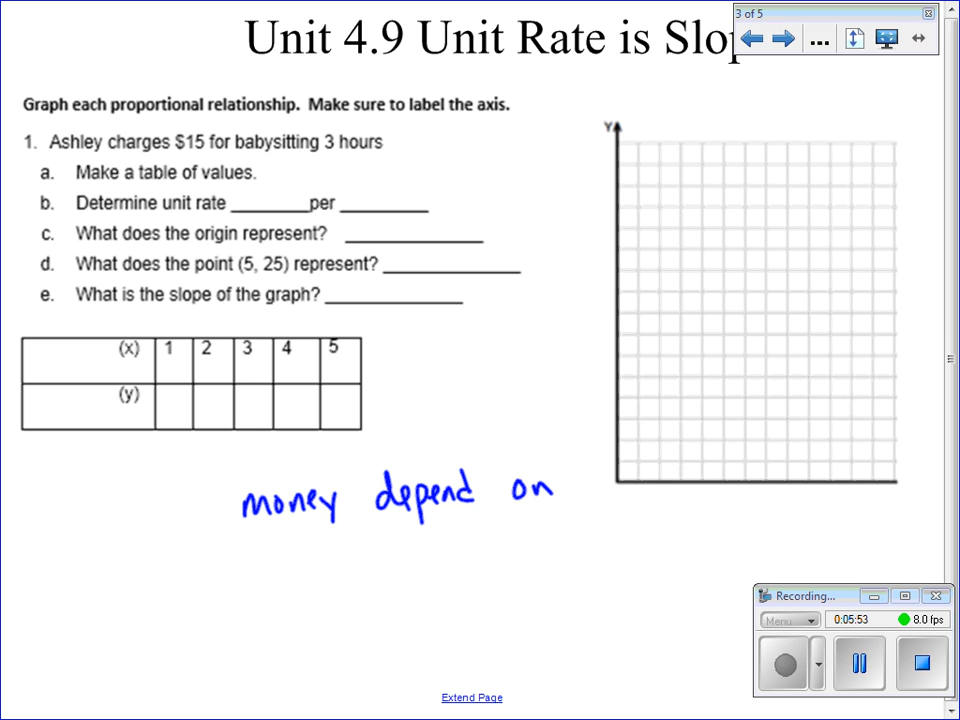 Unit 4.9 Unit Rate is Slop
3 of 5
...
Graph each proportional relationship. Make sure to label the axis.
1. Ashley charges $15 for babysitting 3 hours
a. Make a table of values.
b. Determine unit rate ________per _________
c. What does the origin represent? ______________
d. What does the point (5, 25) represent? ______________
e. What is the slope of the graph? ______________
Y
(x) 1 2 3 4 5
(y)
money depend on
Recording...
Menu 0:05:53 8.0 fps
Extend Page